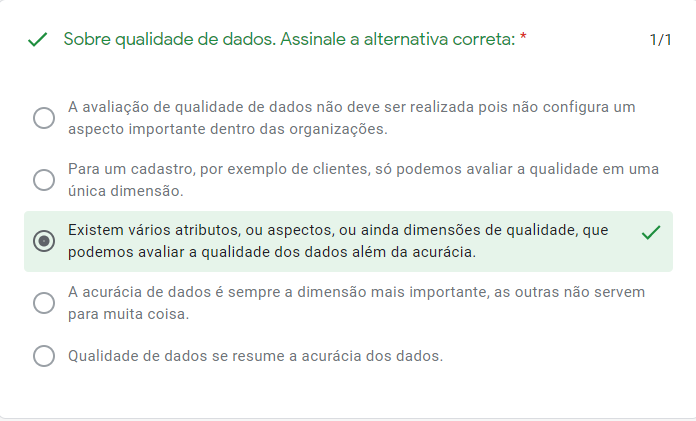 Sobre qualidade de dados. Assinale a alternativa correta: * 1/1
A avaliação de qualidade de dados não deve ser realizada pois não configura um
aspecto importante dentro das organizações.
Para um cadastro, por exemplo de clientes, só podemos avaliar a qualidade em uma
única dimensão.
Existem vários atributos, ou aspectos, ou ainda dimensões de qualidade, que
podemos avaliar a qualidade dos dados além da acurácia.
A acurácia de dados é sempre a dimensão mais importante, as outras não servem
para muita coisa.
Qualidade de dados se resume a acurácia dos dados.